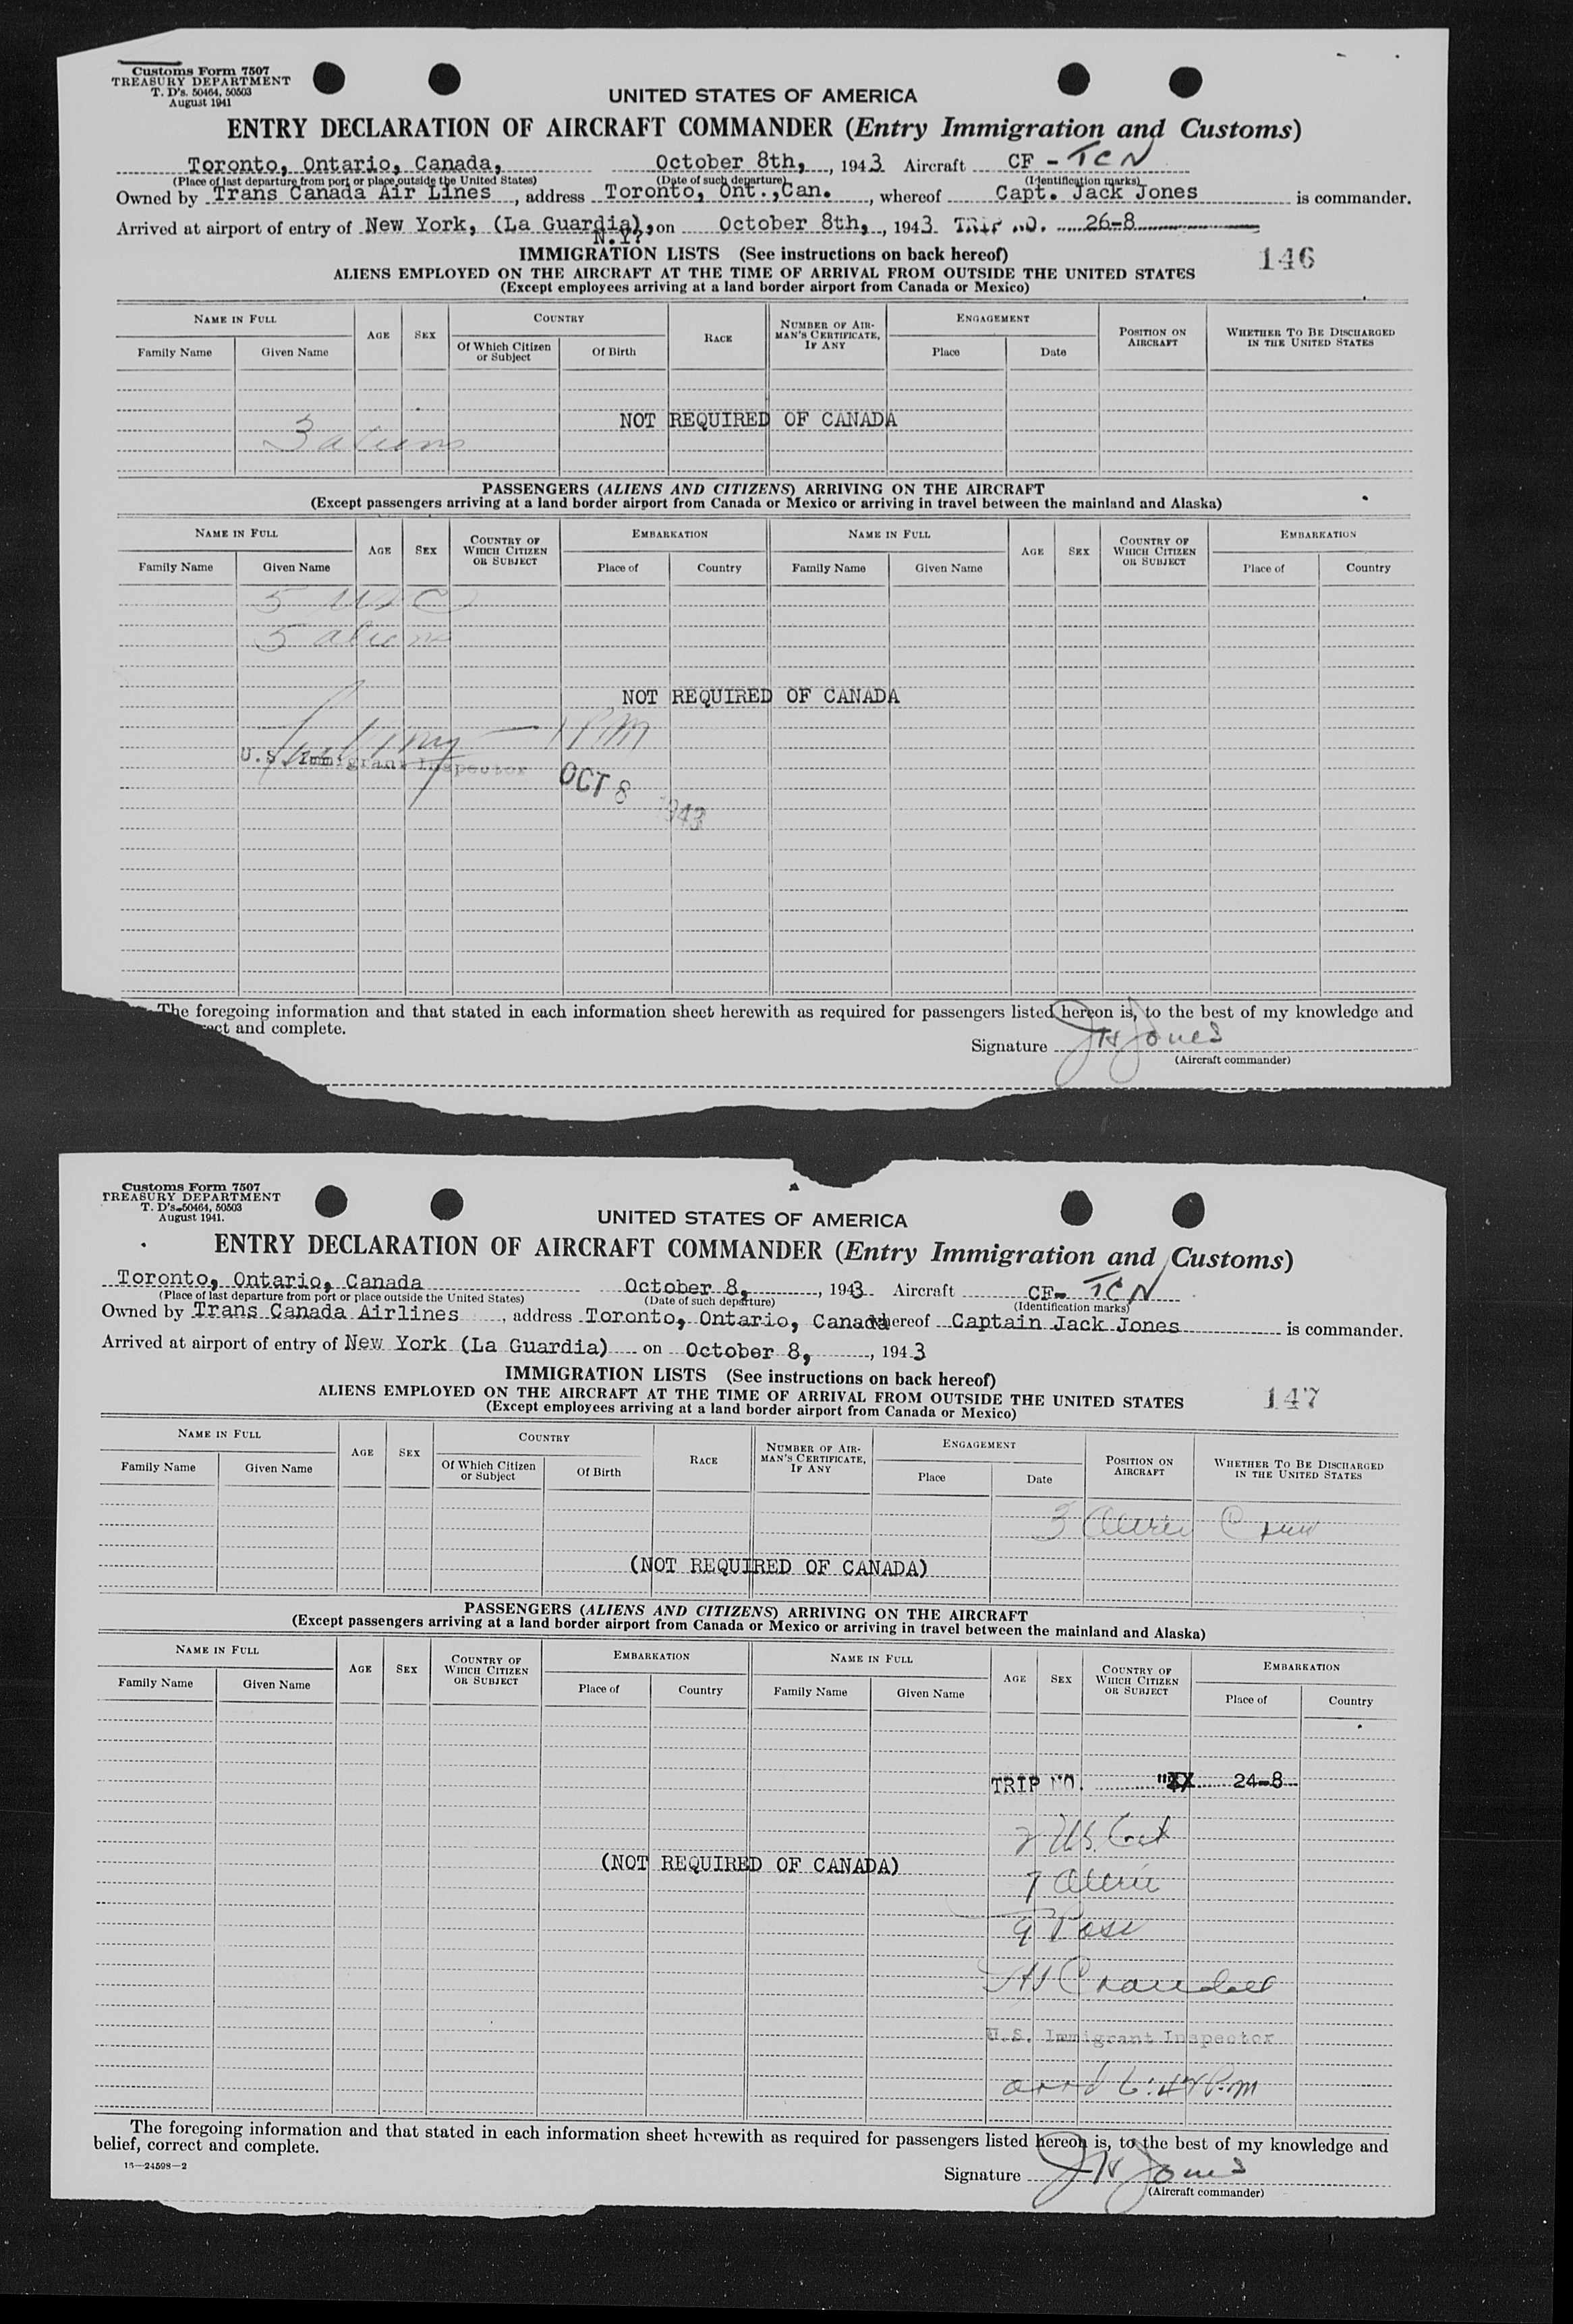 Customs Form 7507
TREASURY DEPARTMENT
T. D's. 50464, 50503
August 1941
UNITED STATES OF AMERICA
ENTRY DECLARATION OF AIRCRAFT COMMANDER (Entry Immigration and Customs)
Toronto, Ontario, Canada, October 8th, , 1943 Aircraft CF - TCN
(Place of last departure from port or place outside the United States) (Date of such departure) (Identification marks)
Owned by Trans Canada Air Lines , address Toronto, Ont.,Can. , whereof Capt. Jack Jones is commander.
Arrived at airport of entry of New York, (La Guardia), on October 8th, , 1943 TRIP NO. 26-8
N.Y?
IMMIGRATION LISTS (See instructions on back hereof)
146
ALIENS EMPLOYED ON THE AIRCRAFT AT THE TIME OF ARRIVAL FROM OUTSIDE THE UNITED STATES
(Except employees arriving at a land border airport from Canada or Mexico)
NAME IN FULL AGE SEX COUNTRY RACE NUMBER OF AIRMAN'S CERTIFICATE, IF ANY ENGAGEMENT POSITION ON AIRCRAFT WHETHER TO BE DISCHARGED IN THE UNITED STATES
Family Name Given Name Of Which Citizen or Subject Of Birth Place Date
NOT REQUIRED OF CANADA
3 aliens
PASSENGERS (ALIENS AND CITIZENS) ARRIVING ON THE AIRCRAFT
(Except passengers arriving at a land border airport from Canada or Mexico or arriving in travel between the mainland and Alaska)
NAME IN FULL AGE SEX COUNTRY OF WHICH CITIZEN OR SUBJECT EMBARKATION NAME IN FULL AGE SEX COUNTRY OF WHICH CITIZEN OR SUBJECT EMBARKATION
Family Name Given Name Place of Country Family Name Given Name Place of Country
5 USC
5 aliens
NOT REQUIRED OF CANADA
1 PM
U.S. Immigrant Inspector
OCT 8 1943
The foregoing information and that stated in each information sheet herewith as required for passengers listed hereon is, to the best of my knowledge and
rect and complete.
Signature JH Jones
(Aircraft commander)
Customs Form 7507
TREASURY DEPARTMENT
T. D's. 50464, 50503
August 1941.
UNITED STATES OF AMERICA
ENTRY DECLARATION OF AIRCRAFT COMMANDER (Entry Immigration and Customs)
Toronto, Ontario, Canada October 8, , 1943 Aircraft CF- TCN
(Place of last departure from port or place outside the United States) (Date of such departure) (Identification marks)
Owned by Trans Canada Airlines , address Toronto, Ontario, Canada whereof Captain Jack Jones is commander.
Arrived at airport of entry of New York (La Guardia) on October 8, , 1943
IMMIGRATION LISTS (See instructions on back hereof)
147
ALIENS EMPLOYED ON THE AIRCRAFT AT THE TIME OF ARRIVAL FROM OUTSIDE THE UNITED STATES
(Except employees arriving at a land border airport from Canada or Mexico)
NAME IN FULL AGE SEX COUNTRY RACE NUMBER OF AIRMAN'S CERTIFICATE, IF ANY ENGAGEMENT POSITION ON AIRCRAFT WHETHER TO BE DISCHARGED IN THE UNITED STATES
Family Name Given Name Of Which Citizen or Subject Of Birth Place Date
3 Alien Crew
(NOT REQUIRED OF CANADA)
PASSENGERS (ALIENS AND CITIZENS) ARRIVING ON THE AIRCRAFT
(Except passengers arriving at a land border airport from Canada or Mexico or arriving in travel between the mainland and Alaska)
NAME IN FULL AGE SEX COUNTRY OF WHICH CITIZEN OR SUBJECT EMBARKATION NAME IN FULL AGE SEX COUNTRY OF WHICH CITIZEN OR SUBJECT EMBARKATION
Family Name Given Name Place of Country Family Name Given Name Place of Country
TRIP NO. 24-8
2 US Cit
7 Alien
(NOT REQUIRED OF CANADA)
9 Pass
U.S. Immigrant Inspector
arrd 6:47 P.m
The foregoing information and that stated in each information sheet herewith as required for passengers listed hereon is, to the best of my knowledge and
belief, correct and complete.
16—24598-2
Signature JH Jones
(Aircraft commander)